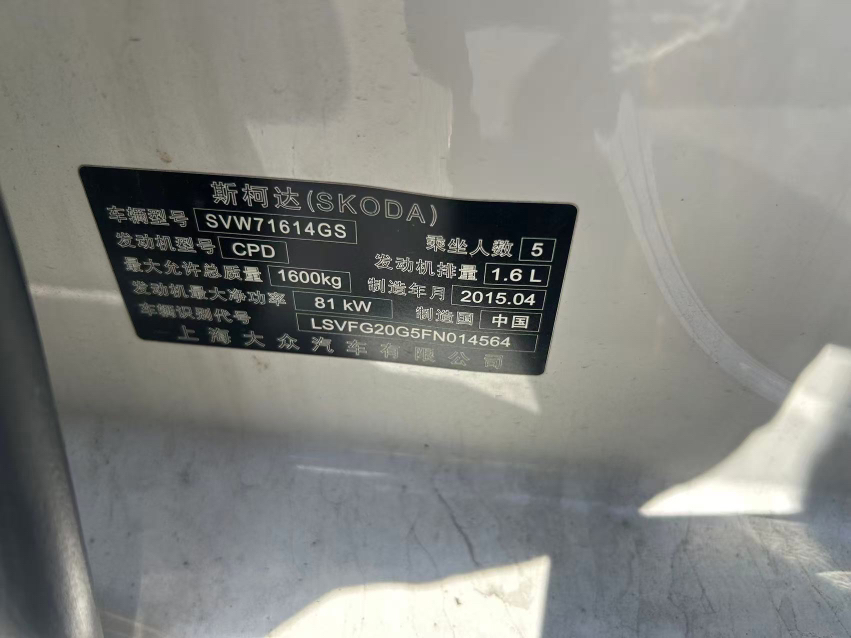 斯柯达(SKODA)
车辆型号 SVW71614GS 乘坐人数 5
发动机型号 CPD 发动机排量 1.6 L
最大允许总质量 1600kg 制造年月 2015.04
发动机最大净功率 81 kW 制造国 中国
车辆识别代号 LSVFG20G5FN014564
上海大众汽车有限公司